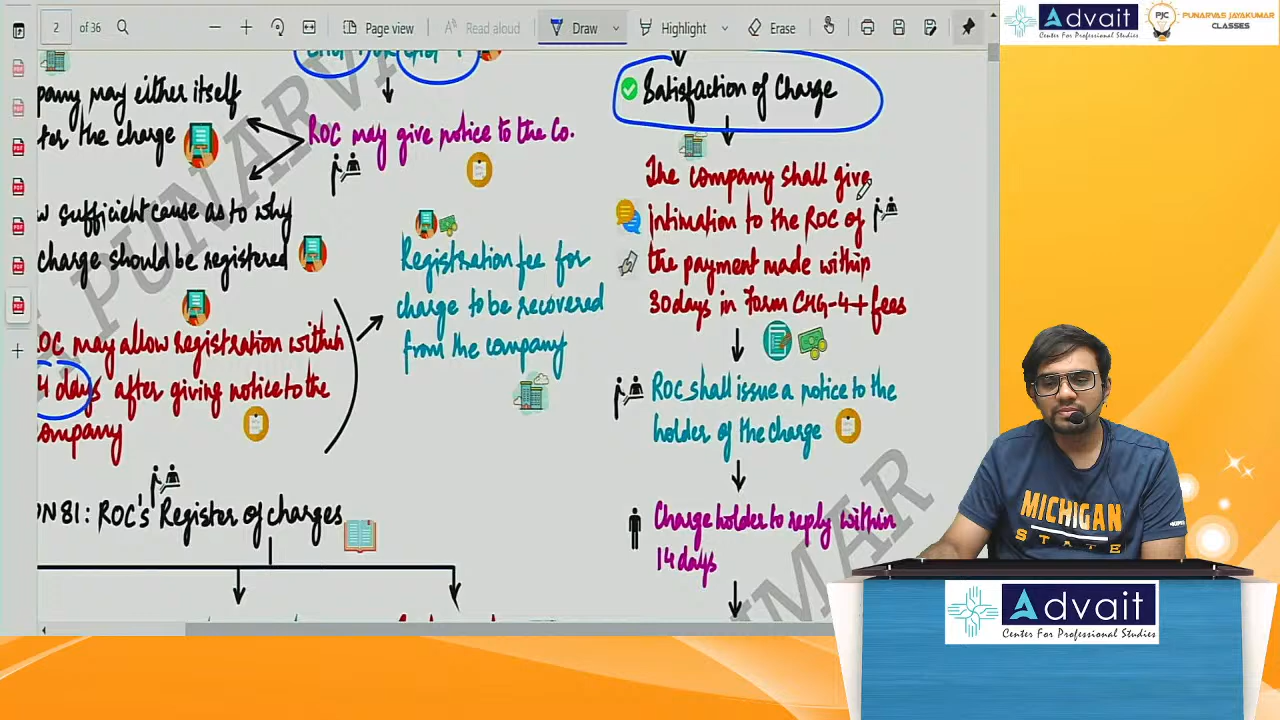 2 of 36
Page view
Read aloud
Draw
Highlight
Erase
Advait
Center For Professional Studies
PJC
PUNARVAS JAYAKUMAR
CLASSES
pany may either itself
the charge
ROC may give notice to the Co.
w sufficient cause as to why
charge should be registered
Registration fee for
charge to be recovered
from the company
OC may allow registration within
4 days after giving notice to the
company
ON 81: ROC's Register of charges
Satisfaction of Charge
The company shall give
intimation to the ROC of
the payment made within
30 days in Form CHG-4 + fees
ROC shall issue a notice to the
holder of the charge
Charge holder to reply within
14 days
PUNARVA
MAR
MICHIGAN
STATE
Advait
Center For Professional Studies